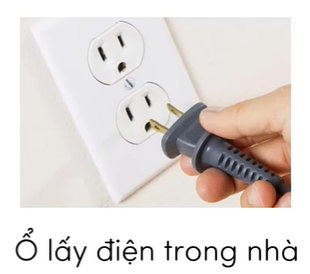 Ổ lấy điện trong nhà